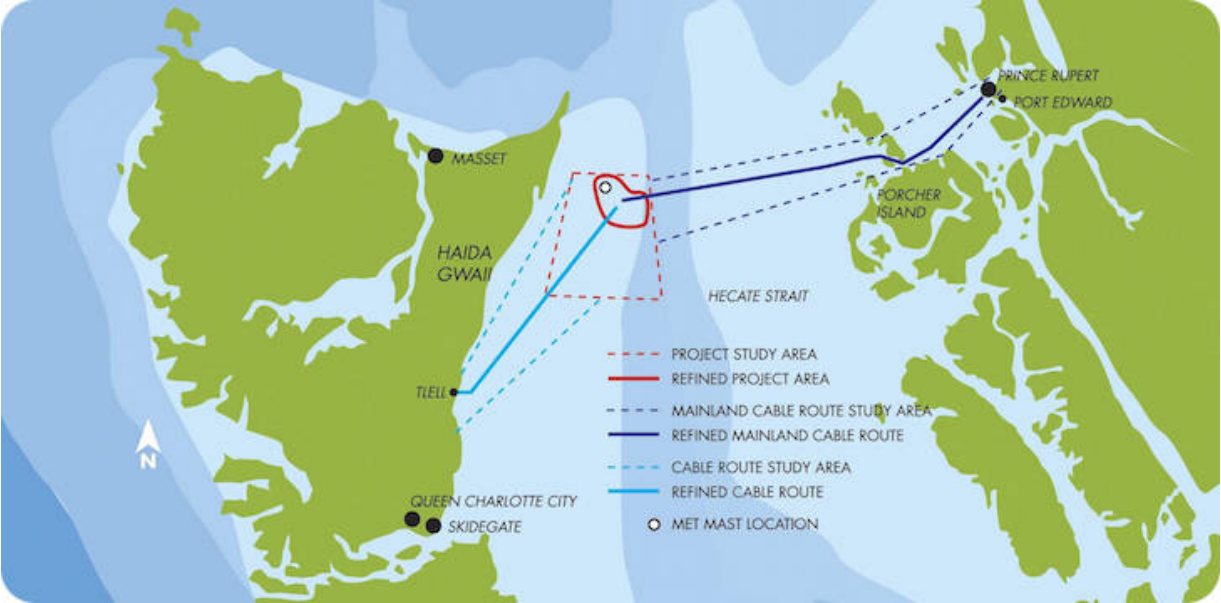 PRINCE RUPERT
PORT EDWARD
MASSET
PORCHER
ISLAND
HAIDA
GWAII
HECATE STRAIT
PROJECT STUDY AREA
REFINED PROJECT AREA
TLELL
MAINLAND CABLE ROUTE STUDY AREA
REFINED MAINLAND CABLE ROUTE
N
CABLE ROUTE STUDY AREA
REFINED CABLE ROUTE
QUEEN CHARLOTTE CITY
SKIDEGATE
MET MAST LOCATION